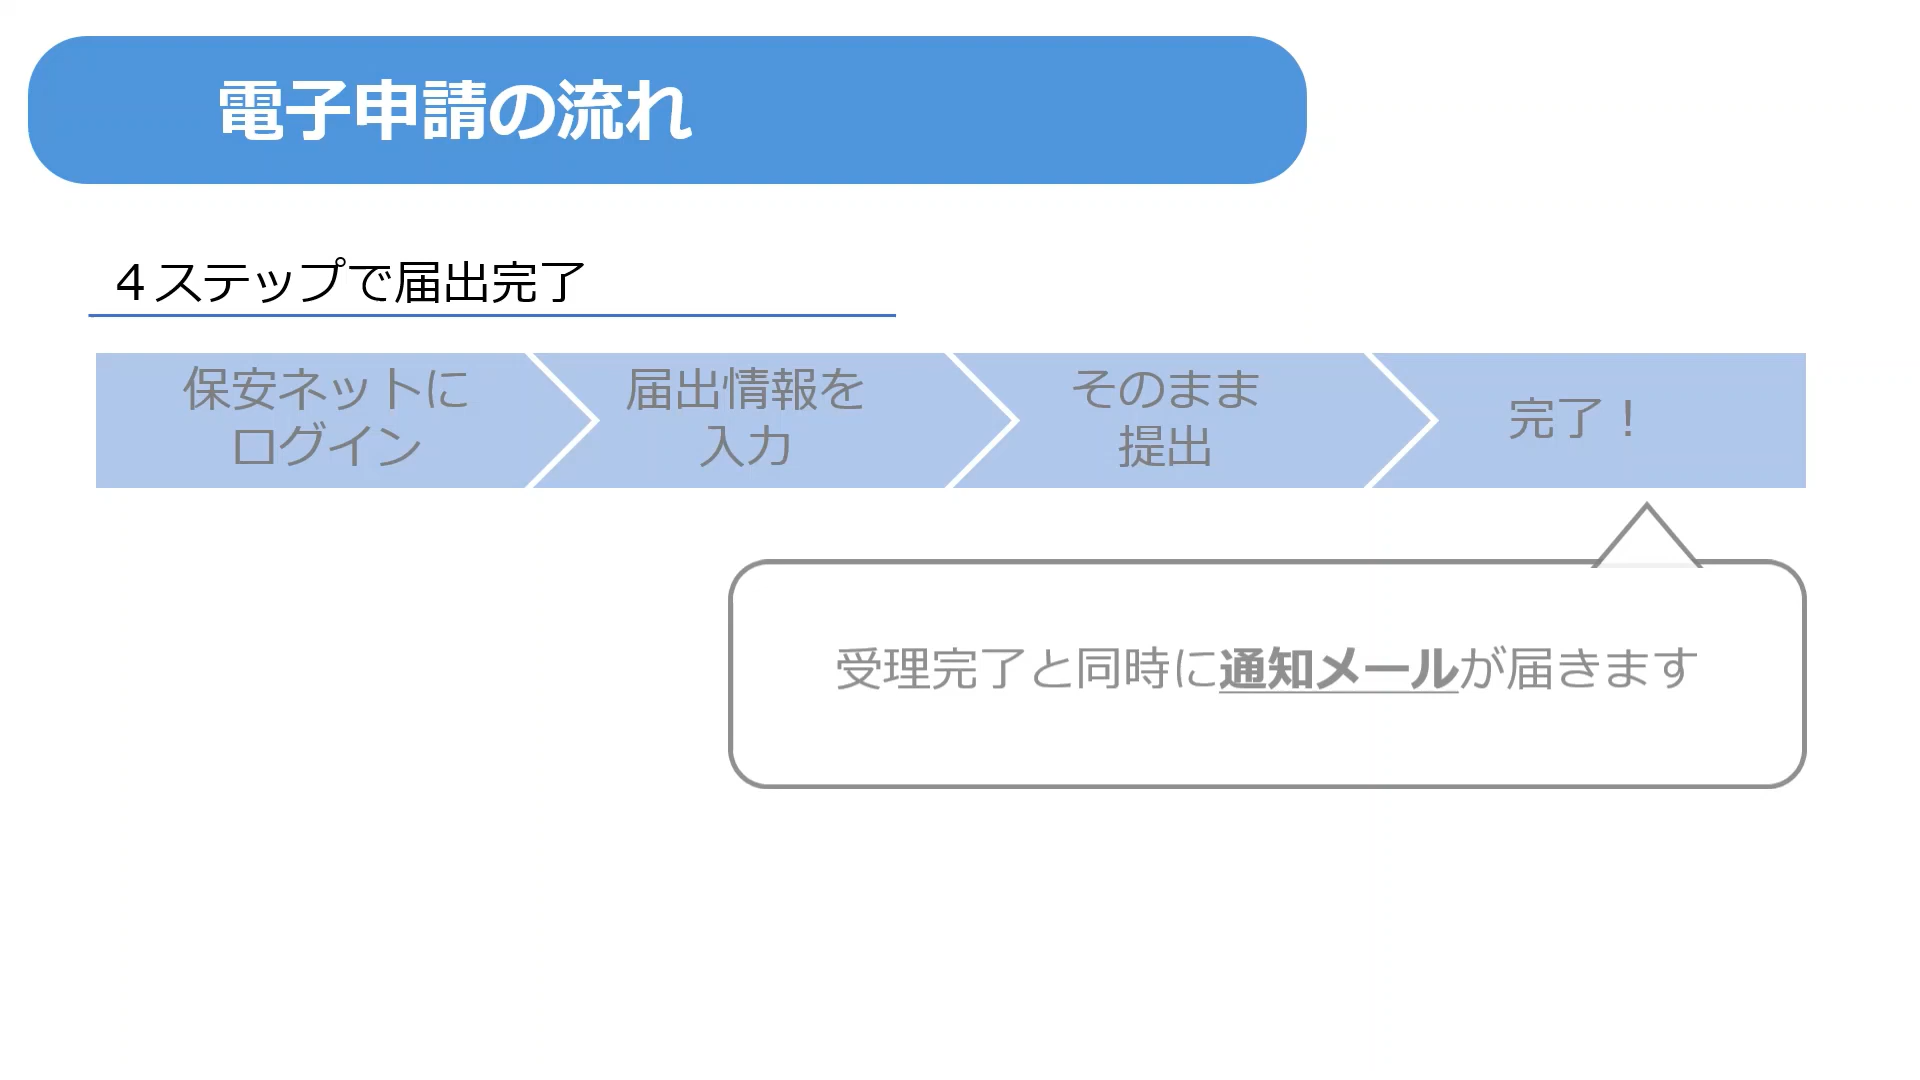 電子申請の流れ
４ステップで届出完了
保安ネットに
ログイン
届出情報を
入力
そのまま
提出
完了！
受理完了と同時に通知メールが届きます